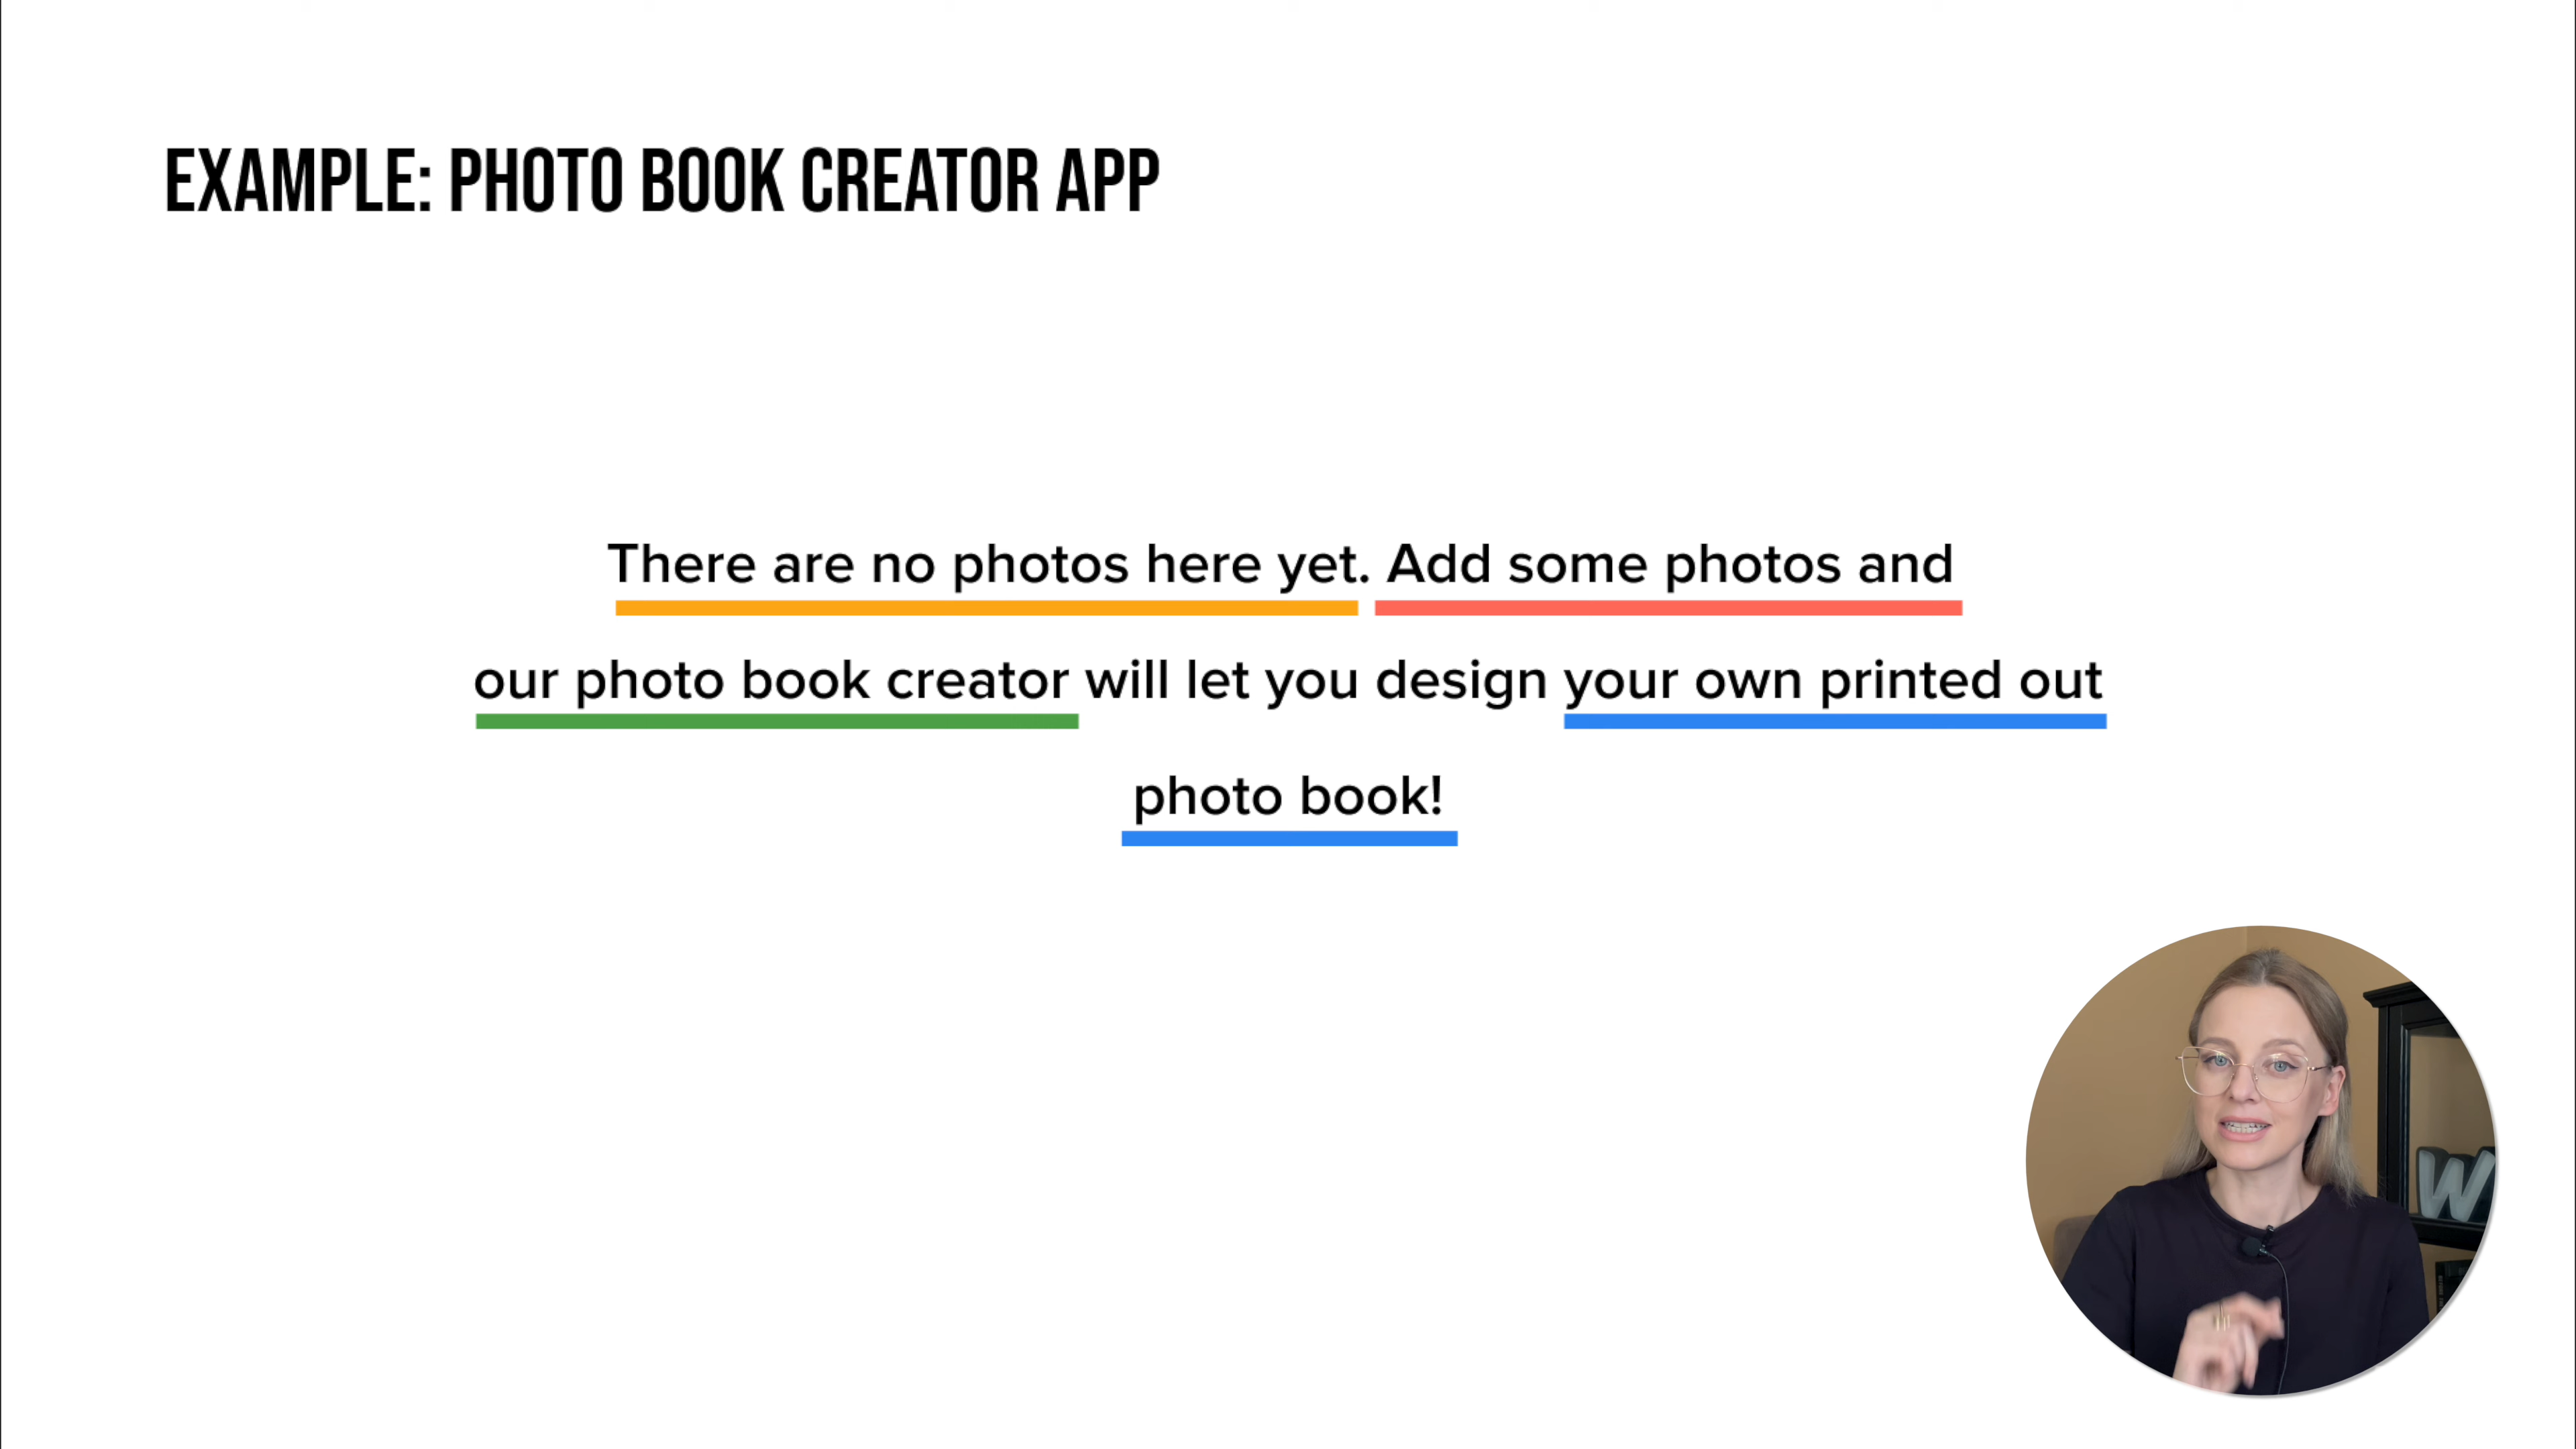 EXAMPLE: PHOTO BOOK CREATOR APP
There are no photos here yet. Add some photos and
our photo book creator will let you design your own printed out
photo book!
W